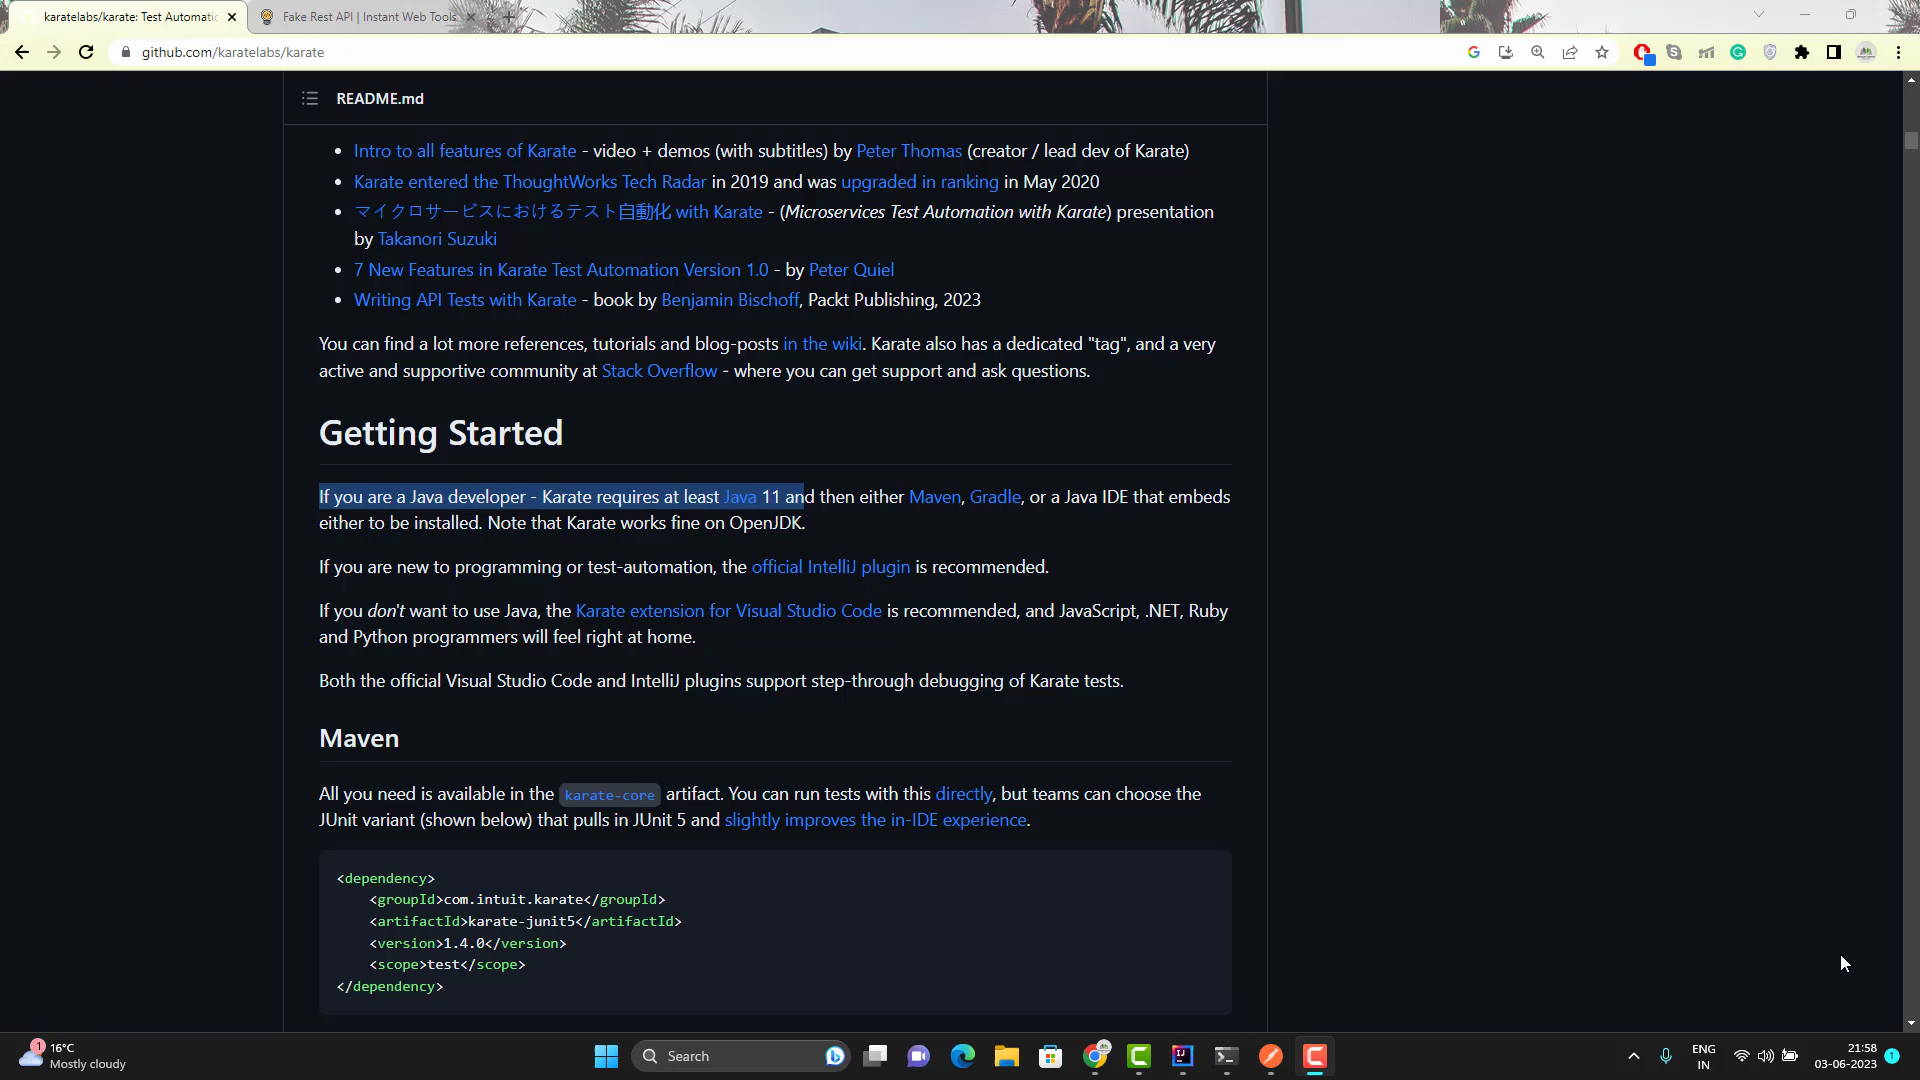 karatelabs/karate: Test Automatic
Fake Rest API | Instant Web Tools
github.com/karatelabs/karate
README.md
Intro to all features of Karate - video + demos (with subtitles) by Peter Thomas (creator / lead dev of Karate)
Karate entered the ThoughtWorks Tech Radar in 2019 and was upgraded in ranking in May 2020
マイクロサービスにおけるテスト自動化 with Karate - (Microservices Test Automation with Karate) presentation
by Takanori Suzuki
7 New Features in Karate Test Automation Version 1.0 - by Peter Quiel
Writing API Tests with Karate - book by Benjamin Bischoff, Packt Publishing, 2023
You can find a lot more references, tutorials and blog-posts in the wiki. Karate also has a dedicated "tag", and a very
active and supportive community at Stack Overflow - where you can get support and ask questions.
Getting Started
If you are a Java developer - Karate requires at least Java 11 and then either Maven, Gradle, or a Java IDE that embeds
either to be installed. Note that Karate works fine on OpenJDK.
If you are new to programming or test-automation, the official IntelliJ plugin is recommended.
If you don't want to use Java, the Karate extension for Visual Studio Code is recommended, and JavaScript, .NET, Ruby
and Python programmers will feel right at home.
Both the official Visual Studio Code and IntelliJ plugins support step-through debugging of Karate tests.
Maven
All you need is available in the karate-core artifact. You can run tests with this directly, but teams can choose the
JUnit variant (shown below) that pulls in JUnit 5 and slightly improves the in-IDE experience.
<dependency>
<groupId>com.intuit.karate</groupId>
<artifactId>karate-junit5</artifactId>
<version>1.4.0</version>
<scope>test</scope>
</dependency>
1
16°C
Mostly cloudy
Search
ENG
IN
21:58
03-06-2023
1